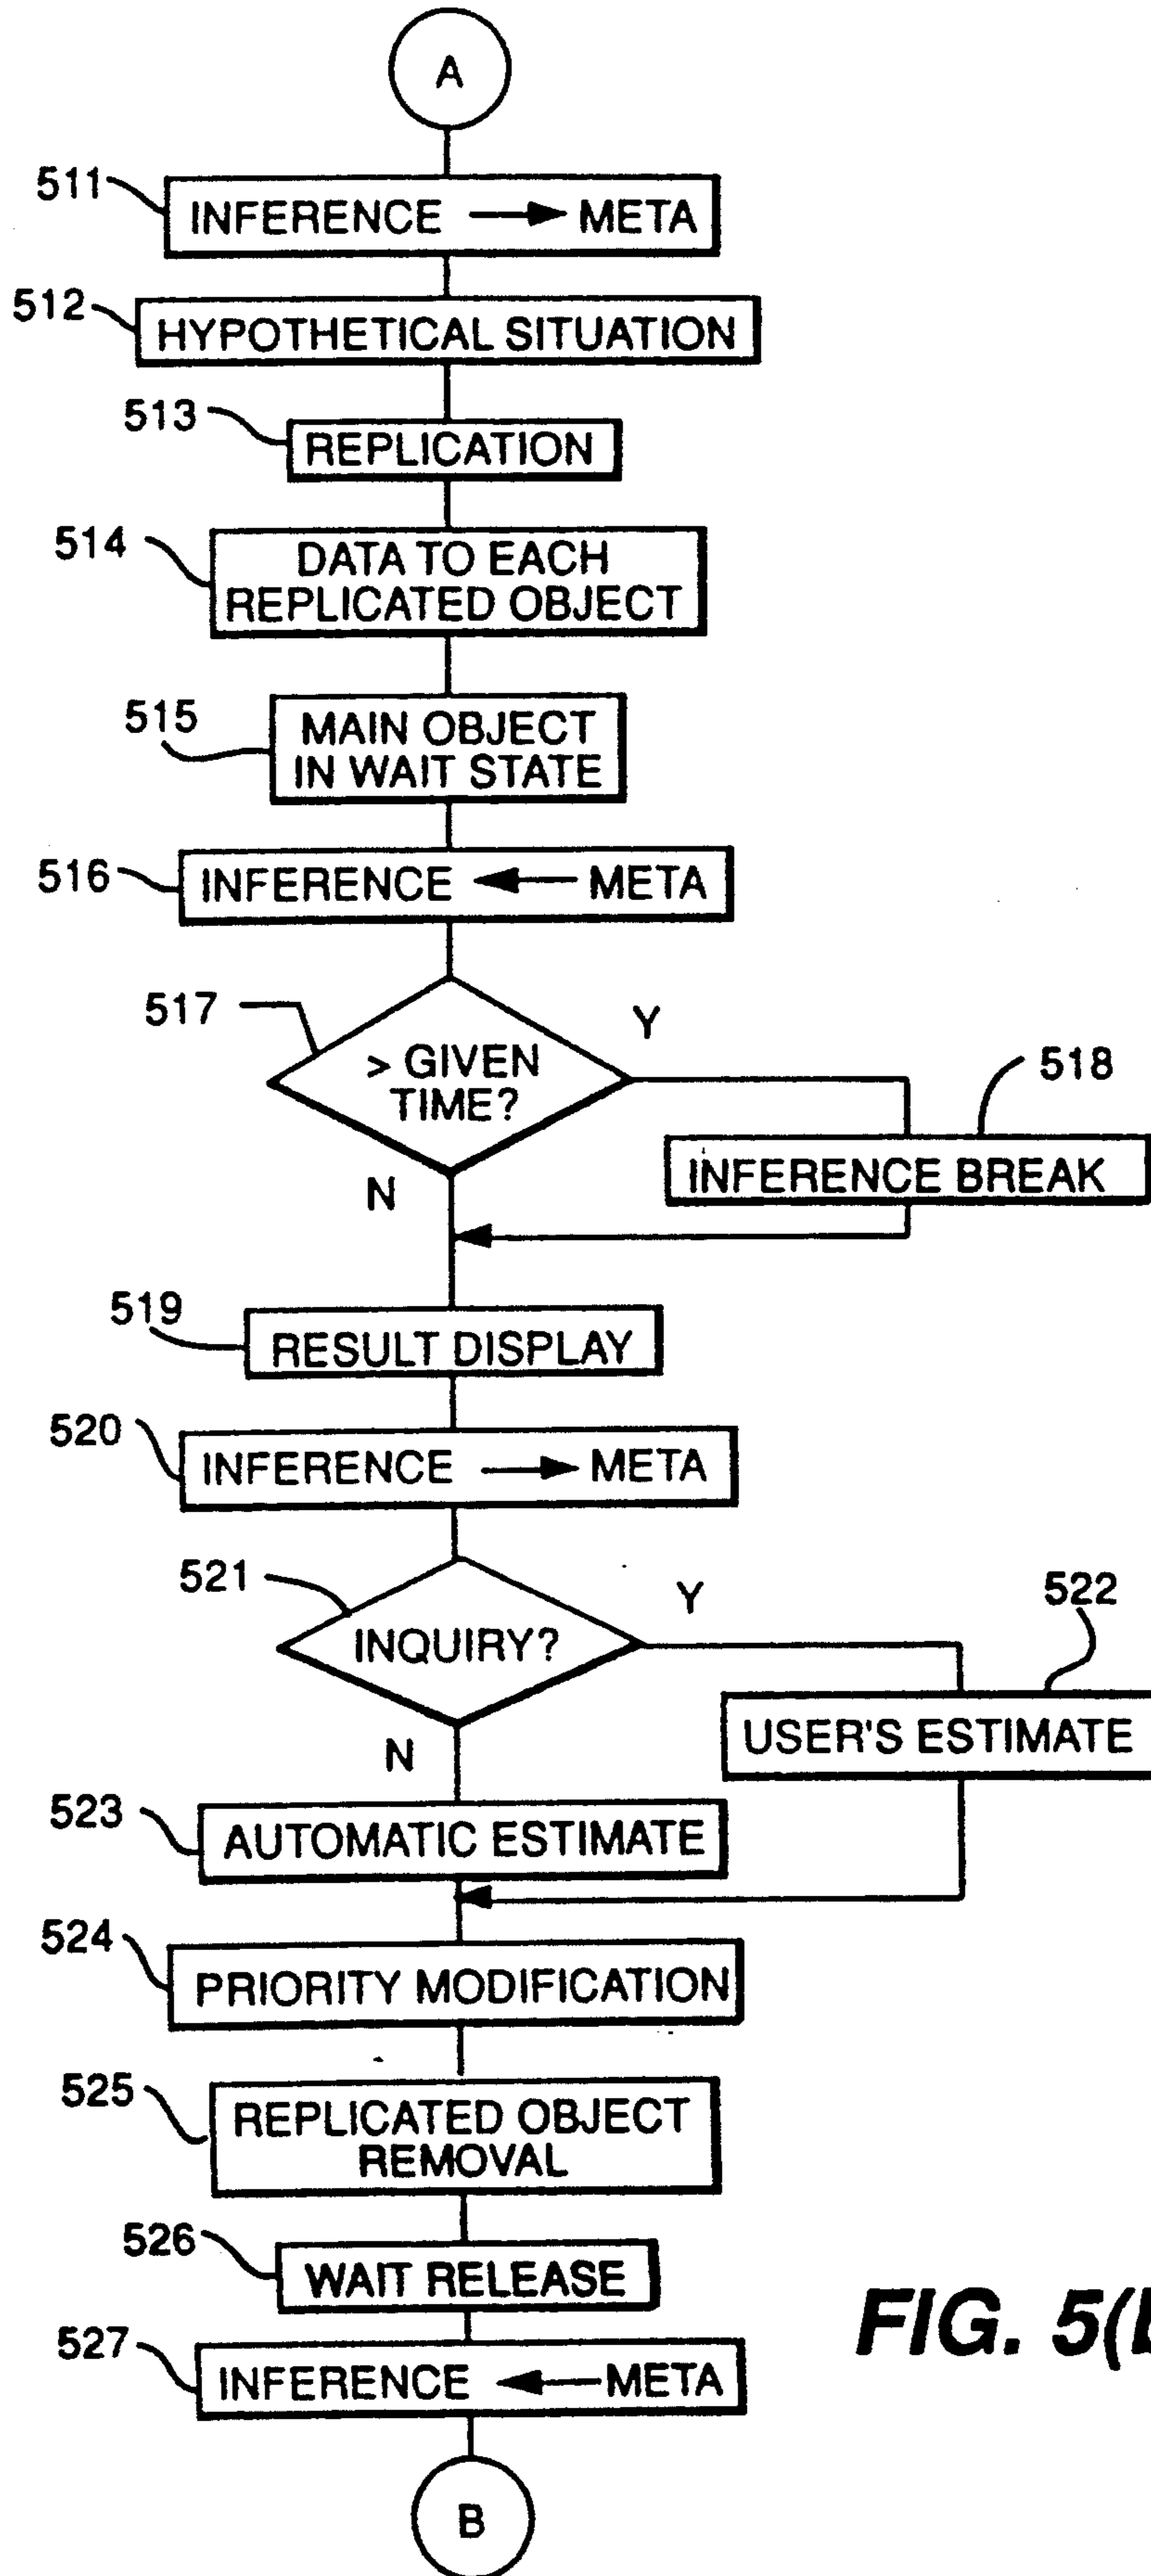 A
511
INFERENCE → META
512
HYPOTHETICAL SITUATION
513
REPLICATION
514
DATA TO EACH
REPLICATED OBJECT
515
MAIN OBJECT
IN WAIT STATE
516
INFERENCE ← META
517
> GIVEN
TIME?
Y
N
518
INFERENCE BREAK
519
RESULT DISPLAY
520
INFERENCE → META
521
INQUIRY?
Y
N
522
USER'S ESTIMATE
523
AUTOMATIC ESTIMATE
524
PRIORITY MODIFICATION
525
REPLICATED OBJECT
REMOVAL
526
WAIT RELEASE
527
INFERENCE ← META
B
FIG.